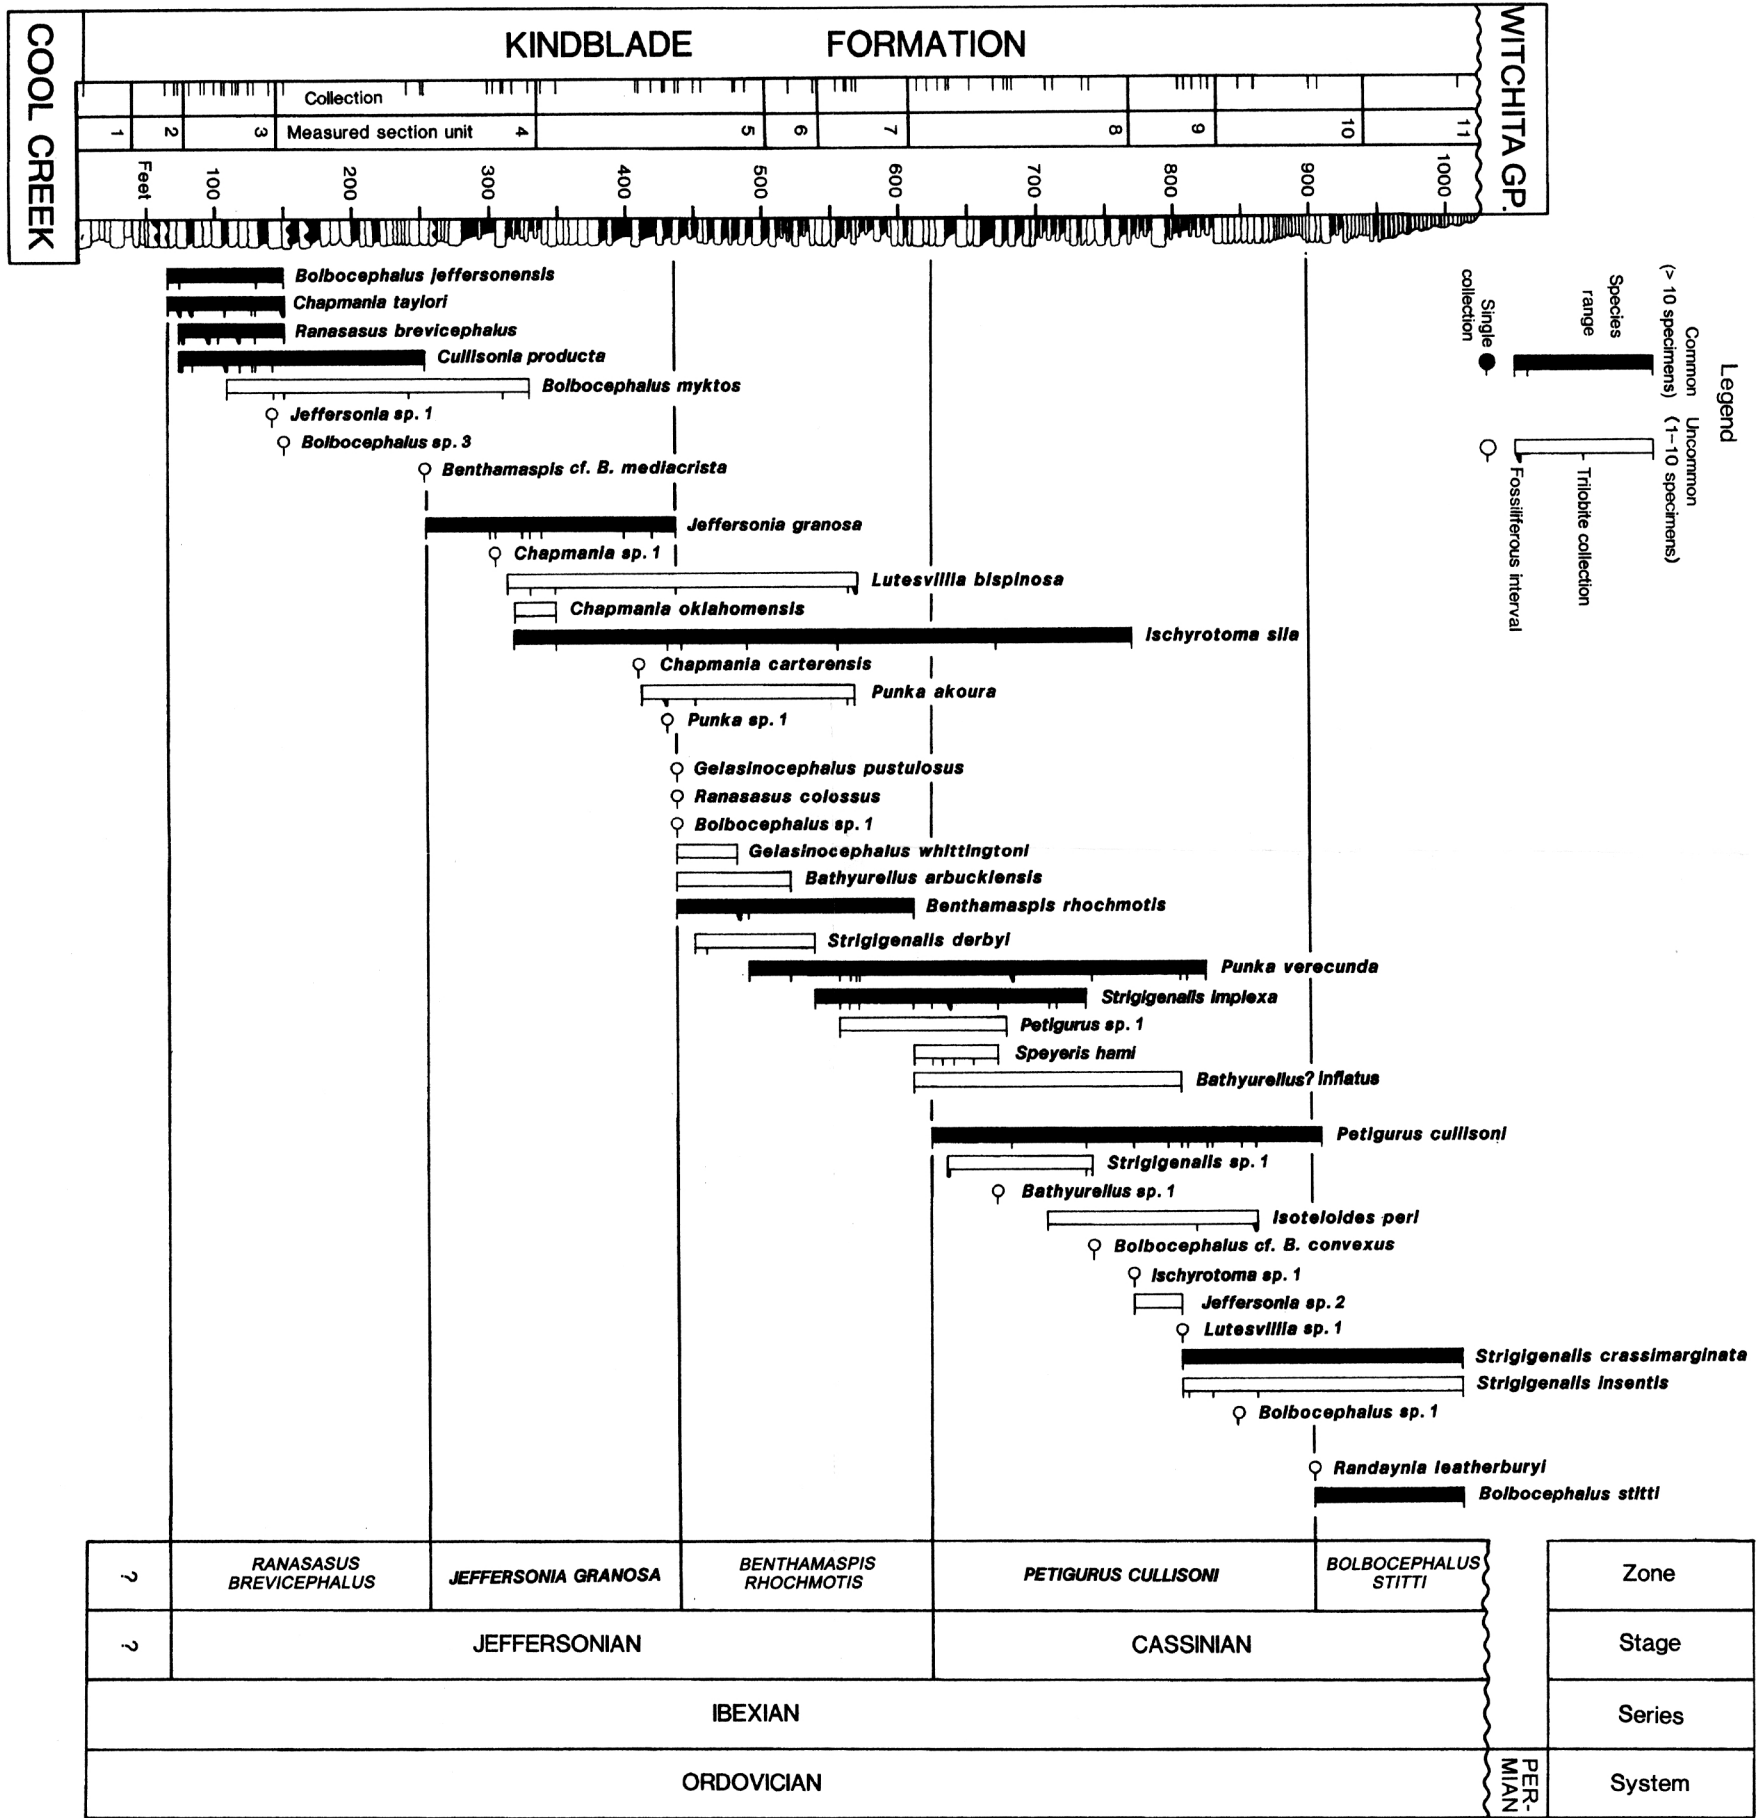 COOL CREEK
KINDBLADE FORMATION
WITCHITA GP.
Collection
1 2 3 Measured section unit 4 5 6 7 8 9 10 11
Feet 100 200 300 400 500 600 700 800 900 1000
Legend
Common
(> 10 specimens)
Uncommon
(1-10 specimens)
Species
range
Single
collection
Trilobite collection
Fossiliferous interval
Bolbocephalus jeffersonensis
Chapmania taylori
Ranasasus brevicephalus
Cullisonia producta
Bolbocephalus myktos
Jeffersonia sp. 1
Bolbocephalus sp. 3
Benthamaspis cf. B. mediacrista
Jeffersonia granosa
Chapmania sp. 1
Lutesvillia bispinosa
Chapmania oklahomensis
Ischyrotoma sila
Chapmania carterensis
Punka akoura
Punka sp. 1
Gelasinocephalus pustulosus
Ranasasus colossus
Bolbocephalus sp. 1
Gelasinocephalus whittingtoni
Bathyurellus arbucklensis
Benthamaspis rhochmotis
Strigigenalis derbyi
Punka verecunda
Strigigenalis implexa
Petigurus sp. 1
Speyeris hami
Bathyurellus? inflatus
Petigurus cullisoni
Strigigenalis sp. 1
Bathyurellus sp. 1
Isoteloides peri
Bolbocephalus cf. B. convexus
Ischyrotoma sp. 1
Jeffersonia sp. 2
Lutesvillia sp. 1
Strigigenalis crassimarginata
Strigigenalis insentis
Bolbocephalus sp. 1
Randaynia leatherburyi
Bolbocephalus stitti
? RANASASUS BREVICEPHALUS JEFFERSONIA GRANOSA BENTHAMASPIS RHOCHMOTIS PETIGURUS CULLISONI BOLBOCEPHALUS STITTI Zone
? JEFFERSONIAN CASSINIAN Stage
IBEXIAN Series
ORDOVICIAN PER-MIAN System